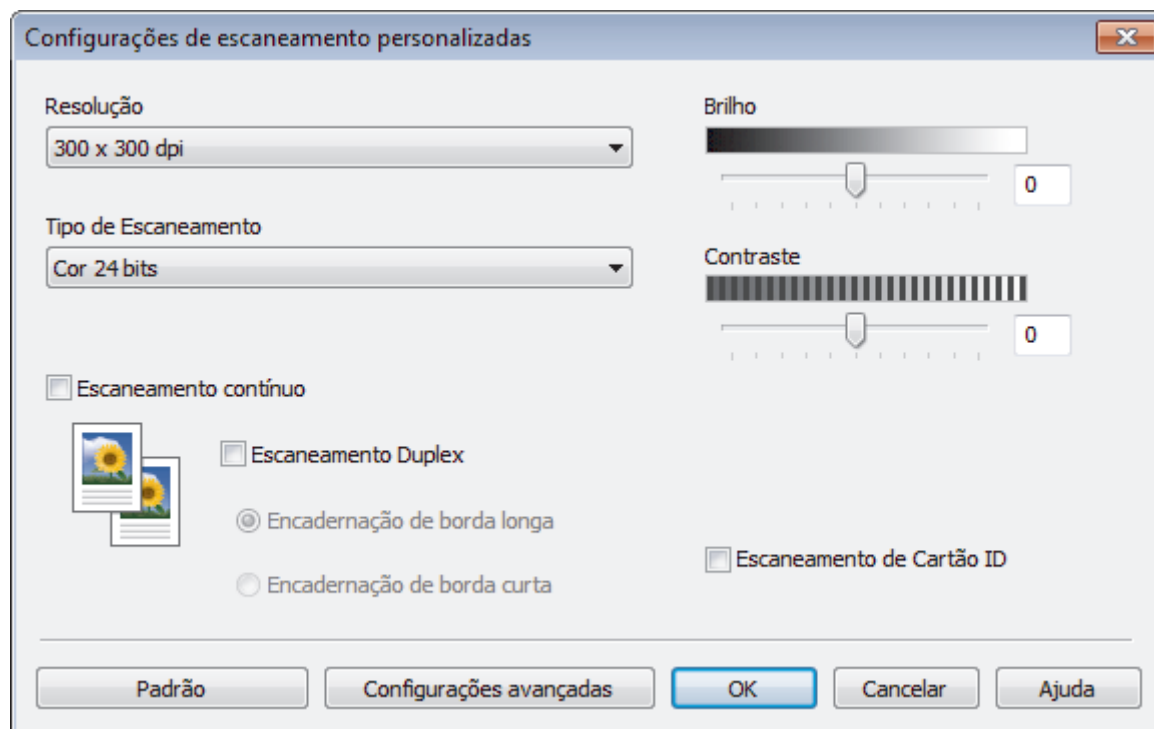 Configurações de escaneamento personalizadas
Resolução
300 x 300 dpi
Tipo de Escaneamento
Cor 24 bits
Brilho
0
Contraste
0
Escaneamento contínuo
Escaneamento Duplex
Encadernação de borda longa
Encadernação de borda curta
Escaneamento de Cartão ID
Padrão
Configurações avançadas
OK
Cancelar
Ajuda